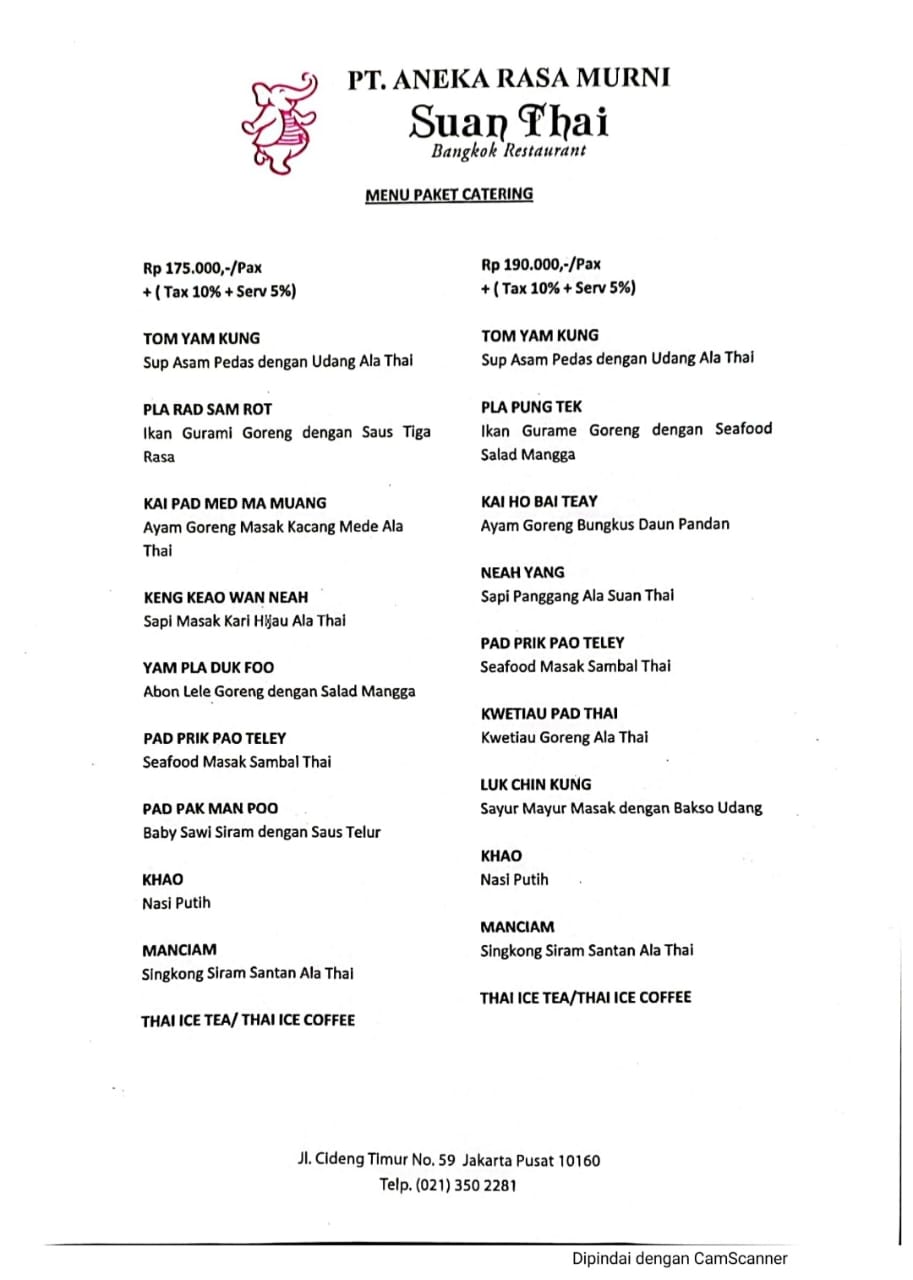 PT. ANEKA RASA MURNI
Suan Thai
Bangkok Restaurant
MENU PAKET CATERING
Rp 175.000,-/Pax
+ ( Tax 10% + Serv 5%)
TOM YAM KUNG
Sup Asam Pedas dengan Udang Ala Thai
PLA RAD SAM ROT
Ikan Gurami Goreng dengan Saus Tiga
Rasa
KAI PAD MED MA MUANG
Ayam Goreng Masak Kacang Mede Ala
Thai
KENG KEAO WAN NEAH
Sapi Masak Kari Hijau Ala Thai
YAM PLA DUK FOO
Abon Lele Goreng dengan Salad Mangga
PAD PRIK PAO TELEY
Seafood Masak Sambal Thai
PAD PAK MAN POO
Baby Sawi Siram dengan Saus Telur
KHAO
Nasi Putih
MANCIAM
Singkong Siram Santan Ala Thai
THAI ICE TEA/ THAI ICE COFFEE
Rp 190.000,-/Pax
+ ( Tax 10% + Serv 5%)
TOM YAM KUNG
Sup Asam Pedas dengan Udang Ala Thai
PLA PUNG TEK
Ikan Gurame Goreng dengan Seafood
Salad Mangga
KAI HO BAI TEAY
Ayam Goreng Bungkus Daun Pandan
NEAH YANG
Sapi Panggang Ala Suan Thai
PAD PRIK PAO TELEY
Seafood Masak Sambal Thai
KWETIAU PAD THAI
Kwetiau Goreng Ala Thai
LUK CHIN KUNG
Sayur Mayur Masak dengan Bakso Udang
KHAO
Nasi Putih
MANCIAM
Singkong Siram Santan Ala Thai
THAI ICE TEA/THAI ICE COFFEE
Jl. Cideng Timur No. 59 Jakarta Pusat 10160
Telp. (021) 350 2281
Dipindai dengan CamScanner